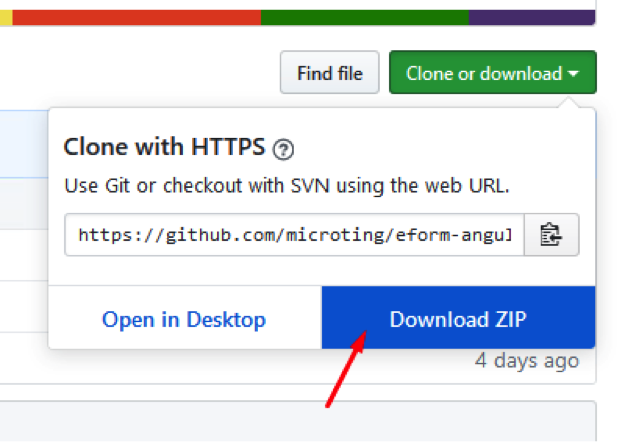 Find file
Clone or download
Clone with HTTPS ?
Use Git or checkout with SVN using the web URL.
https://github.com/microting/eform-angul
Open in Desktop
Download ZIP
4 days ago